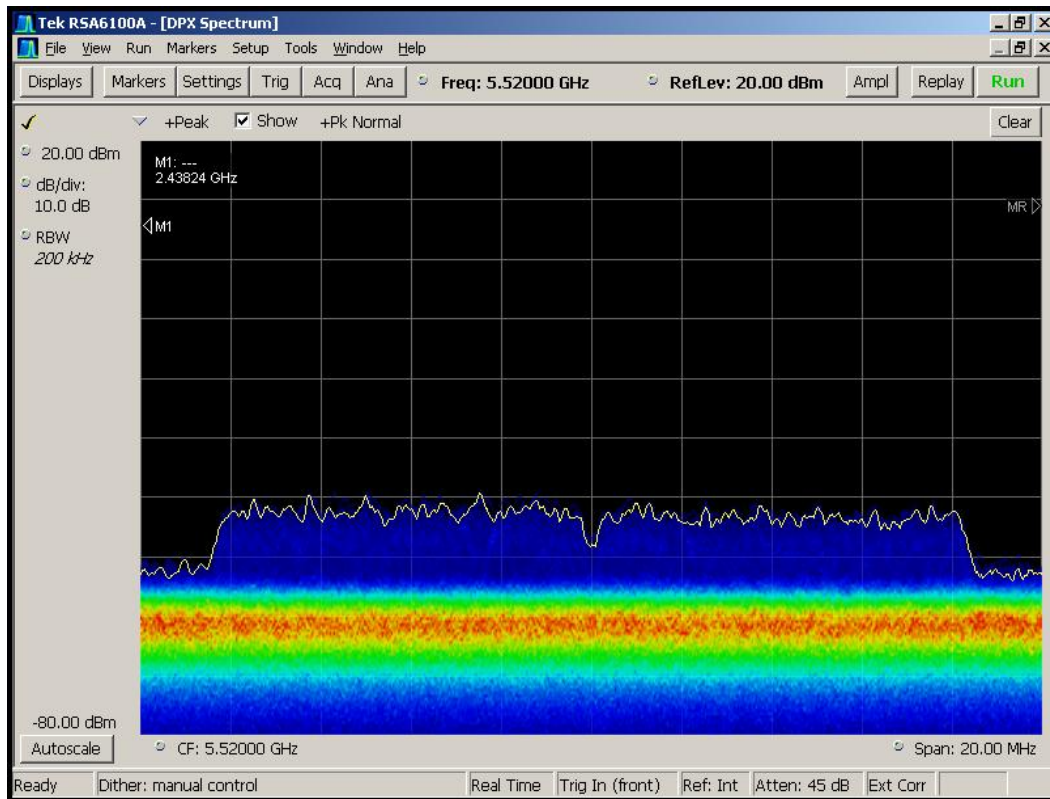 Tek RSA6100A - [DPX Spectrum]
File View Run Markers Setup Tools Window Help
Displays Markers Settings Trig Acq Ana Freq: 5.52000 GHz RefLev: 20.00 dBm Ampl Replay Run
+Peak Show +Pk Normal Clear
20.00 dBm
dB/div:
10.0 dB
RBW
200 kHz
M1: ---
2.43824 GHz
M1
MR
-80.00 dBm
Autoscale CF: 5.52000 GHz Span: 20.00 MHz
Ready Dither: manual control Real Time Trig In (front) Ref: Int Atten: 45 dB Ext Corr